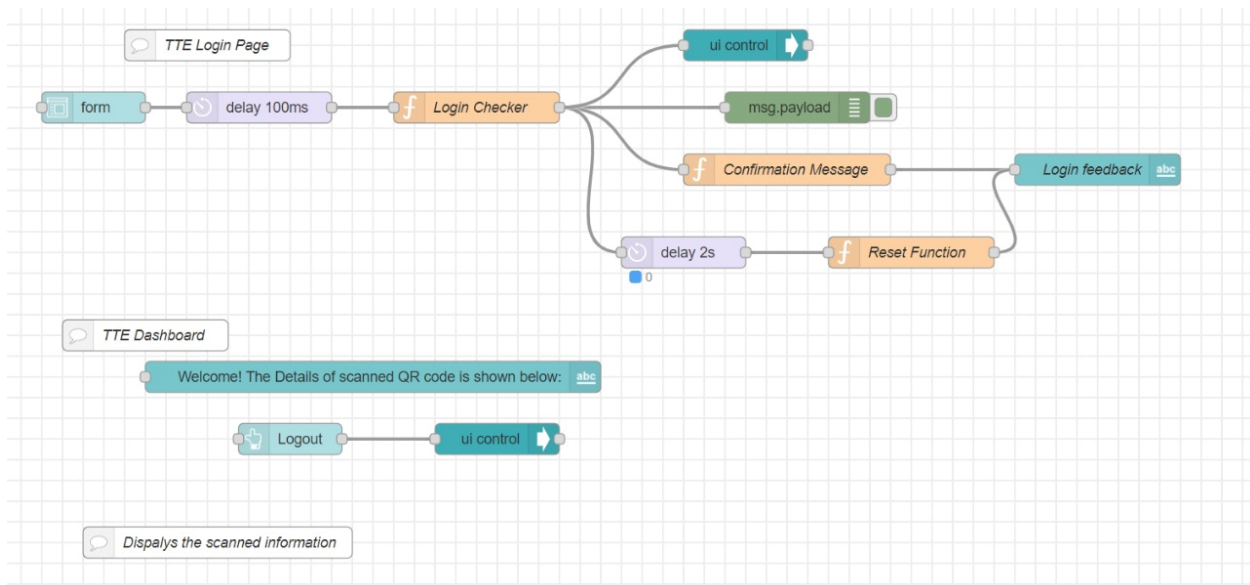 TTE Login Page
ui control
form
delay 100ms
f
Login Checker
msg.payload
f
Confirmation Message
Login feedback
abc
delay 2s
f
Reset Function
0
TTE Dashboard
Welcome! The Details of scanned QR code is shown below:
abc
Logout
ui control
Dispalys the scanned information